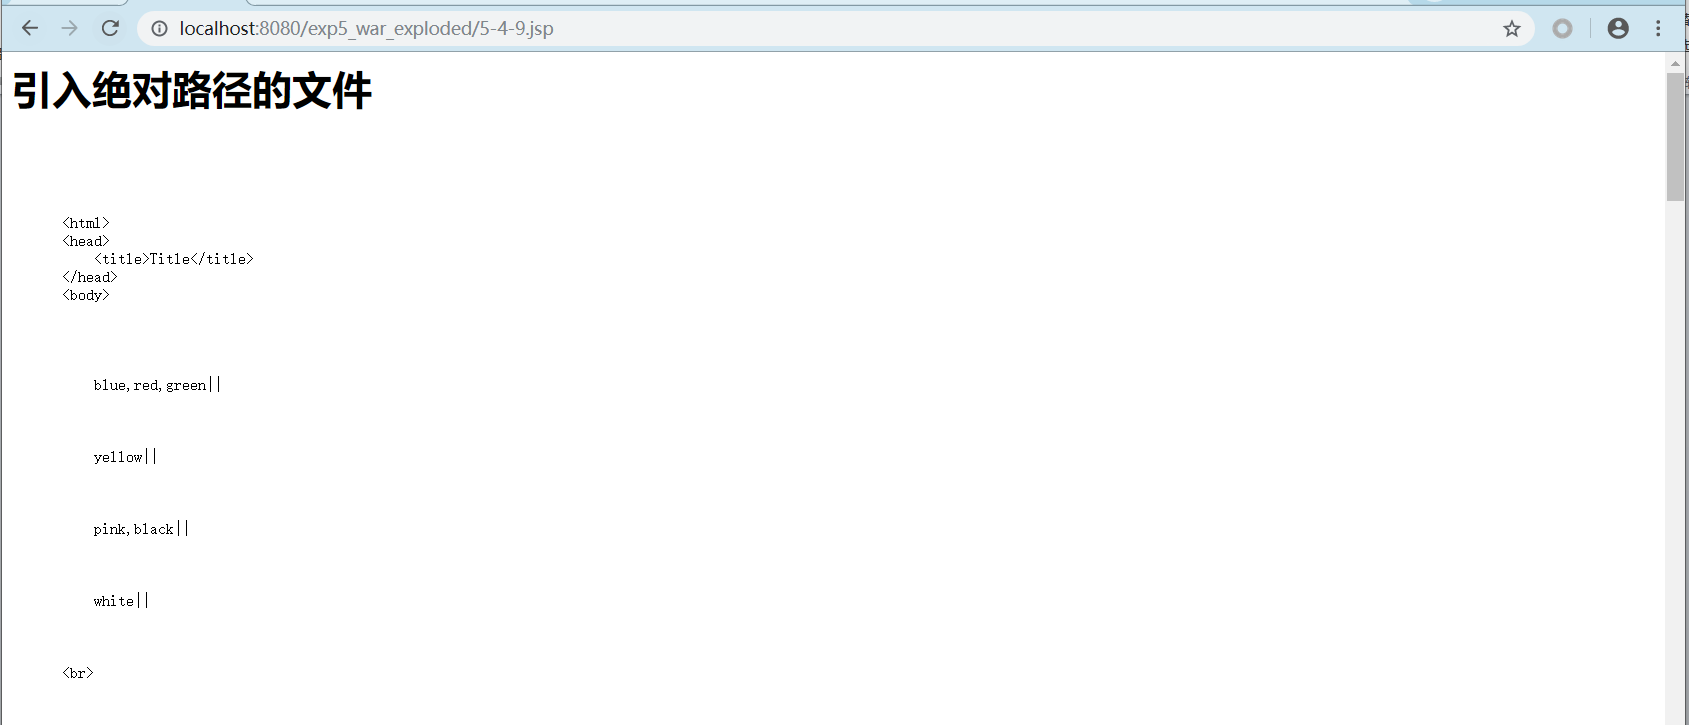 localhost:8080/exp5_war_exploded/5-4-9.jsp
引入绝对路径的文件
<html>
<head>
<title>Title</title>
</head>
<body>
blue,red,green||
yellow||
pink,black||
white||
<br>